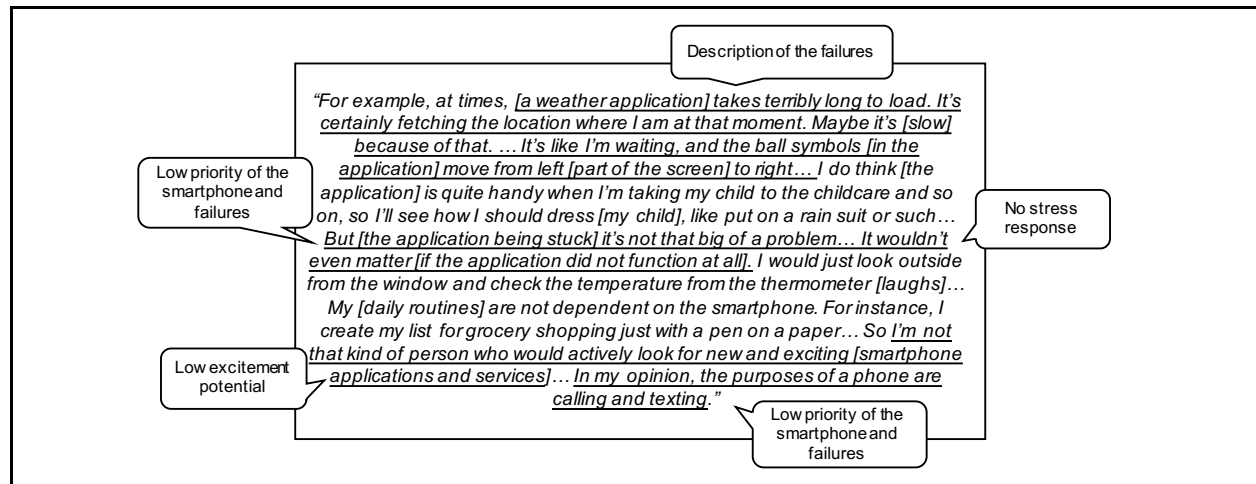 Description of the failures
“For example, at times, [a weather application] takes terribly long to load. It’s
certainly fetching the location where I am at that moment. Maybe it’s [slow]
because of that. … It’s like I’m waiting, and the ball symbols [in the
application] move from left [part of the screen] to right… I do think [the
application] is quite handy when I’m taking my child to the childcare and so
on, so I’ll see how I should dress [my child], like put on a rain suit or such…
But [the application being stuck] it’s not that big of a problem… It wouldn’t
even matter [if the application did not function at all]. I would just look outside
from the window and check the temperature from the thermometer [laughs]…
My [daily routines] are not dependent on the smartphone. For instance, I
create my list for grocery shopping just with a pen on a paper… So I’m not
that kind of person who would actively look for new and exciting [smartphone
applications and services]… In my opinion, the purposes of a phone are
calling and texting.”
Low priority of the
smartphone and
failures
No stress
response
Low excitement
potential
Low priority of the
smartphone and
failures